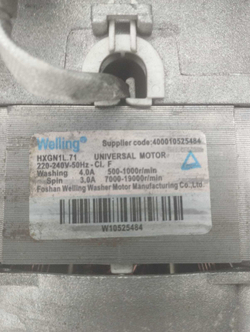 Welling Supplier code:400010525484
HXGN1L.71 UNIVERSAL MOTOR
220-240V-50Hz-Cl. F
Washing 4.0A 500-1000r/min
Spin 3.0A 7000-19000r/min
Foshan Welling Washer Motor Manufacturing Co.,Ltd.
W10525484